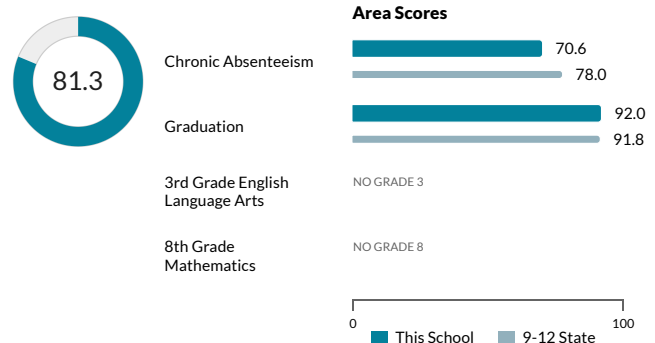 Area Scores
81.3
Chronic Absenteeism
70.6
78.0
Graduation
92.0
91.8
3rd Grade English
Language Arts
NO GRADE 3
8th Grade
Mathematics
NO GRADE 8
0
100
This School
9-12 State